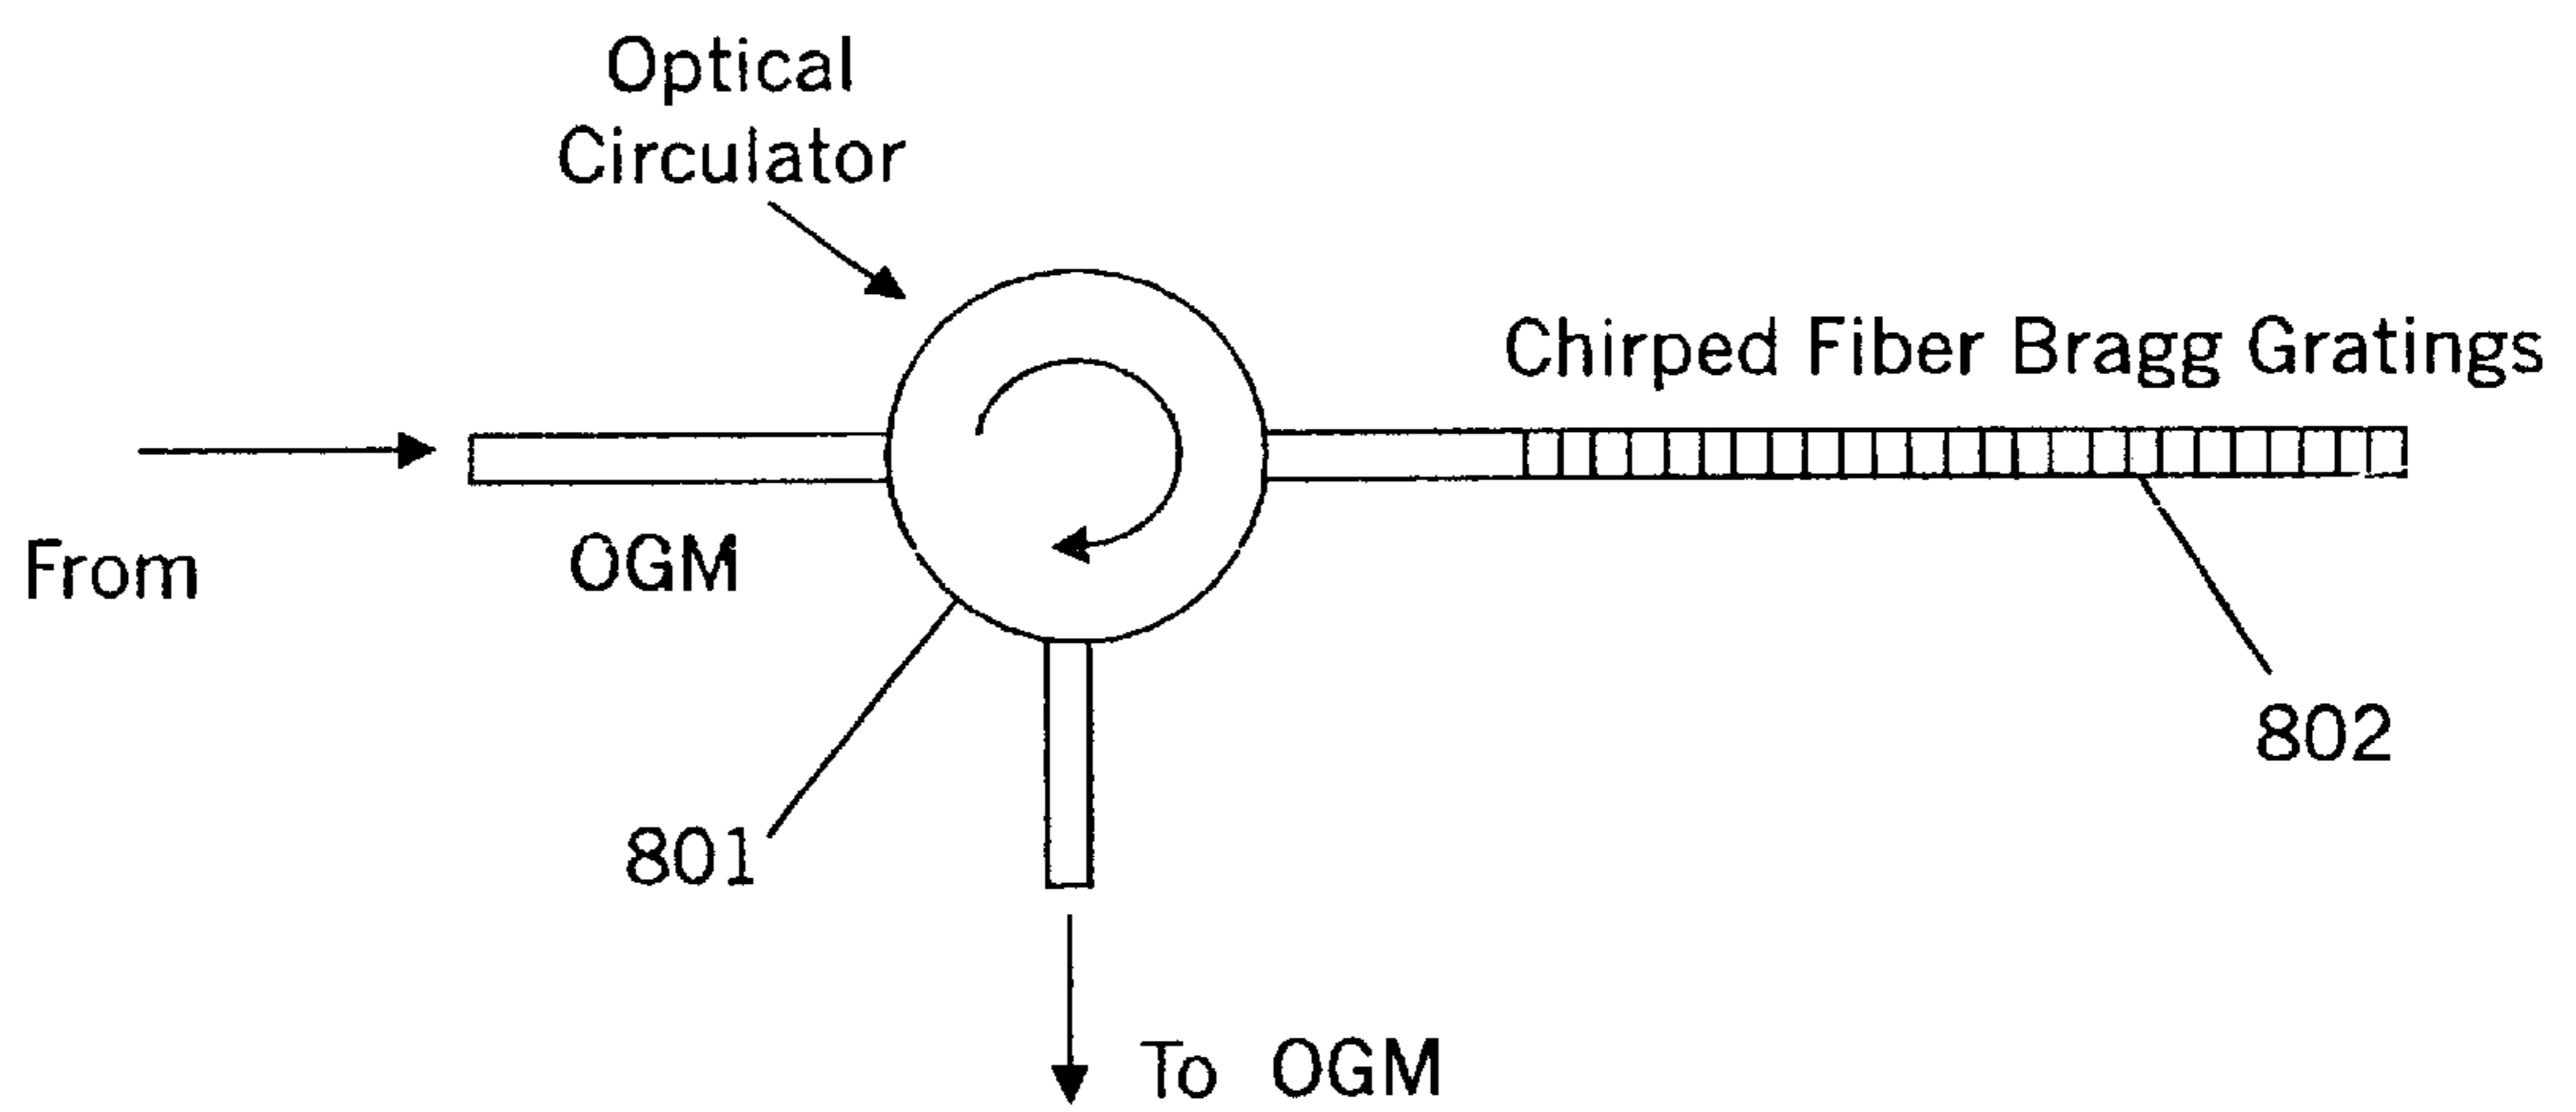 Optical
Circulator
Chirped Fiber Bragg Gratings
From OGM
802
801
To OGM